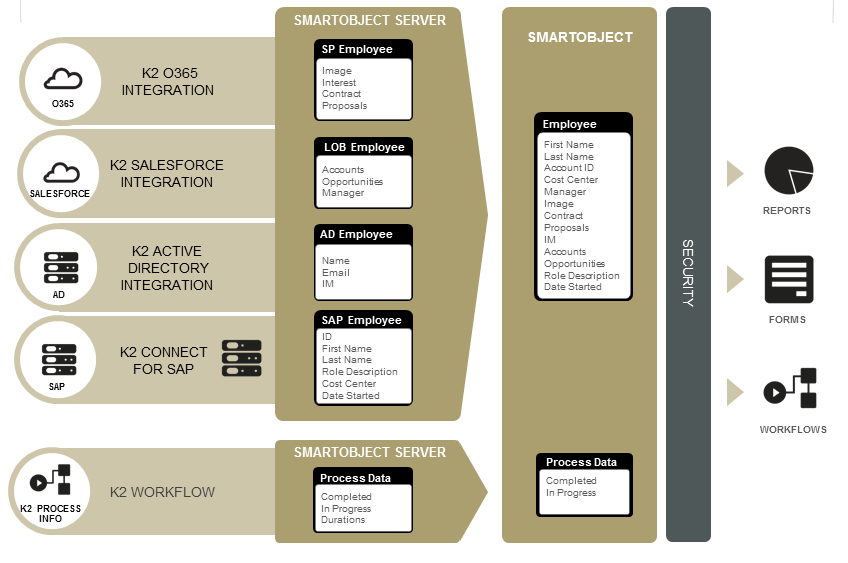 SMARTOBJECT SERVER
SMARTOBJECT
SECURITY
O365
K2 O365
INTEGRATION
SP Employee
Image
Interest
Contract
Proposals
SALESFORCE
K2 SALESFORCE
INTEGRATION
LOB Employee
Accounts
Opportunities
Manager
AD
K2 ACTIVE
DIRECTORY
INTEGRATION
AD Employee
Name
Email
IM
SAP
K2 CONNECT
FOR SAP
SAP Employee
ID
First Name
Last Name
Role Description
Cost Center
Date Started
Employee
First Name
Last Name
Account ID
Cost Center
Manager
Image
Contract
Proposals
IM
Accounts
Opportunities
Role Description
Date Started
REPORTS
FORMS
WORKFLOWS
K2 PROCESS
INFO
K2 WORKFLOW
SMARTOBJECT SERVER
Process Data
Completed
In Progress
Durations
Process Data
Completed
In Progress